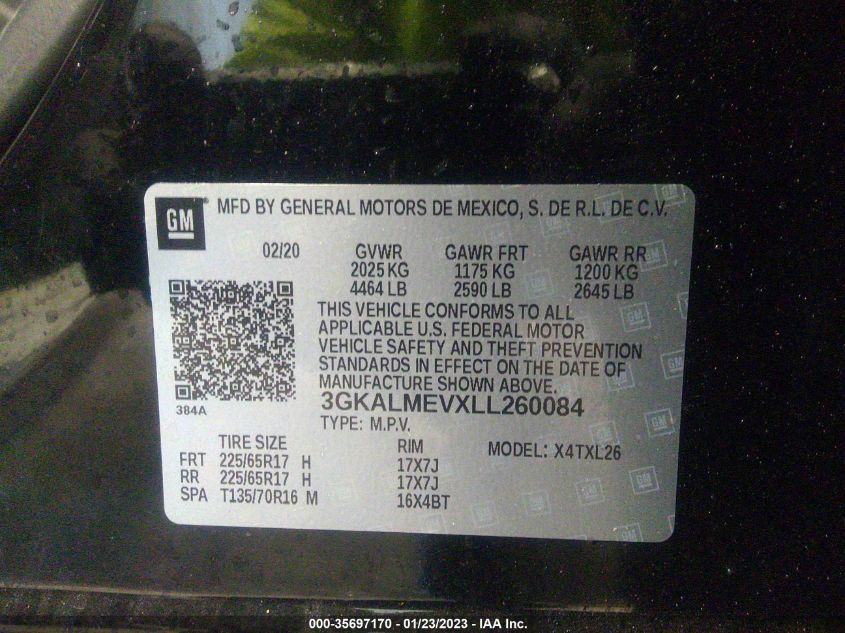 GM MFD BY GENERAL MOTORS DE MEXICO, S. DE R.L. DE C.V.
02/20 GVWR GAWR FRT GAWR RR
2025 KG 1175 KG 1200 KG
4464 LB 2590 LB 2645 LB
THIS VEHICLE CONFORMS TO ALL
APPLICABLE U.S. FEDERAL MOTOR
VEHICLE SAFETY AND THEFT PREVENTION
STANDARDS IN EFFECT ON THE DATE OF
MANUFACTURE SHOWN ABOVE.
384A
3GKALMEVXLL260084
TYPE: M.P.V.
TIRE SIZE RIM MODEL: X4TXL26
FRT 225/65R17 H 17X7J
RR 225/65R17 H 17X7J
SPA T135/70R16 M 16X4BT
000-35697170 - 01/23/2023 - IAA Inc.